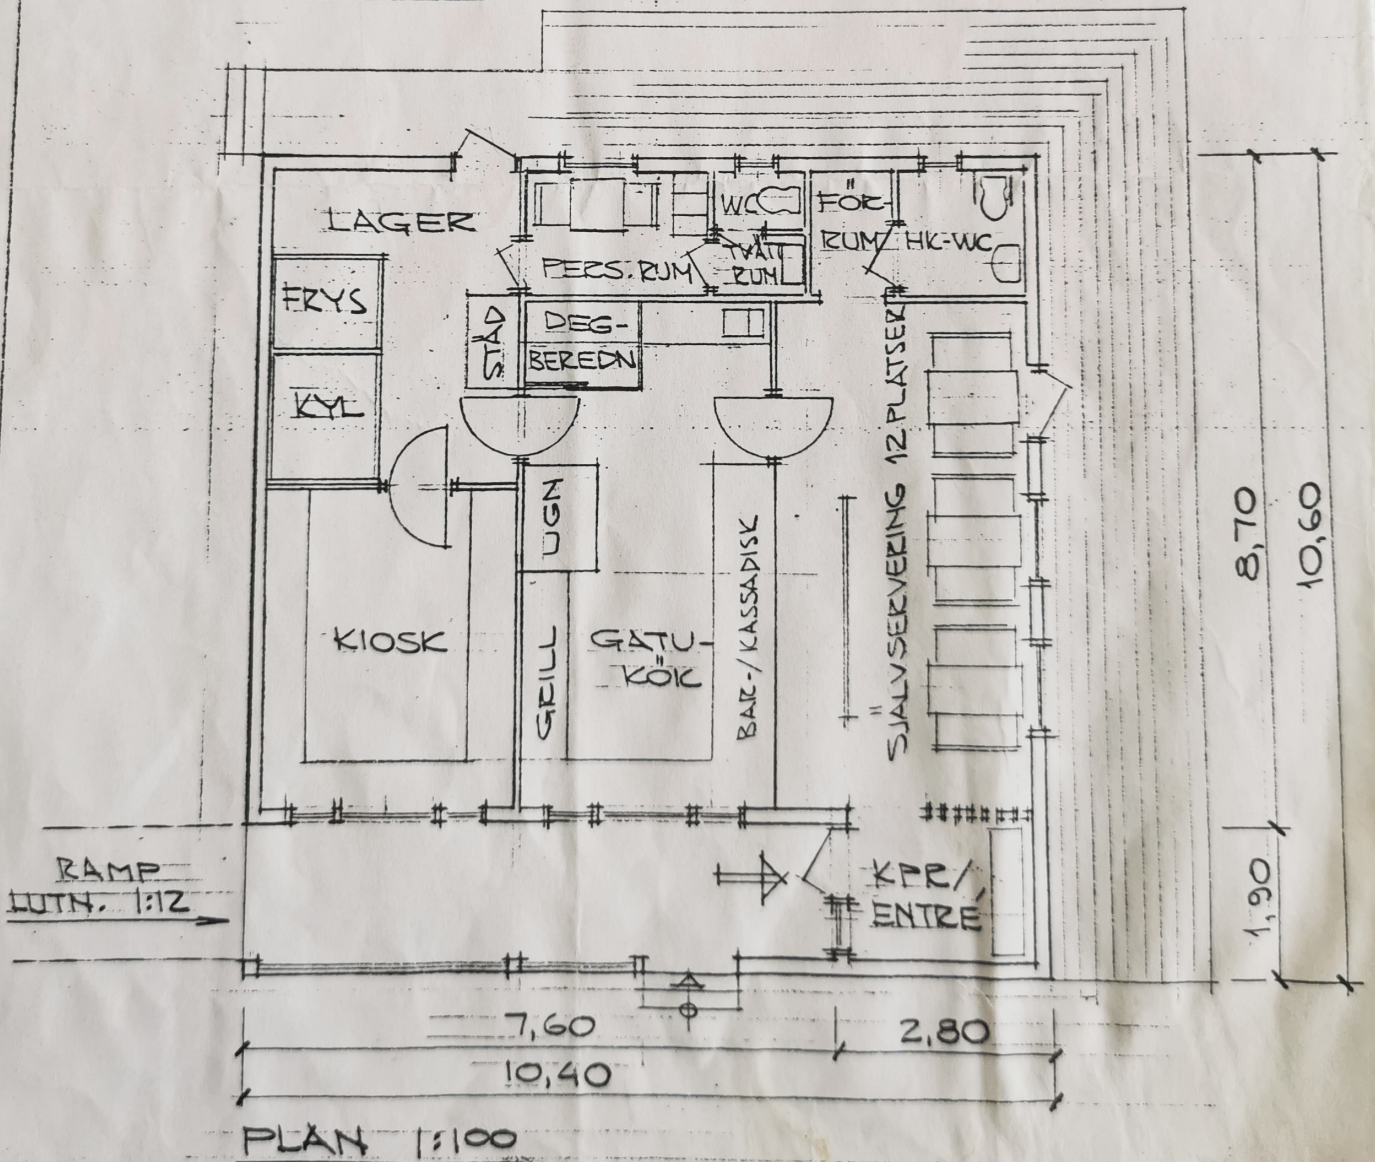 LAGER
WC
FÖR-
RUM
HK-WC
PERS. RUM
TVÄTT
RUM
FRYS
STÄD
DEG-
BEREDN
KYL
SJÄLVSERVERING 12 PLATSER
UGN
BAR-/KASSADISK
KIOSK
GRILL
GATU-
KÖK
8,70
10,60
RAMP
LUTN. 1:12
KPR/
ENTRÉ
1,90
7,60
2,80
10,40
PLAN 1:100